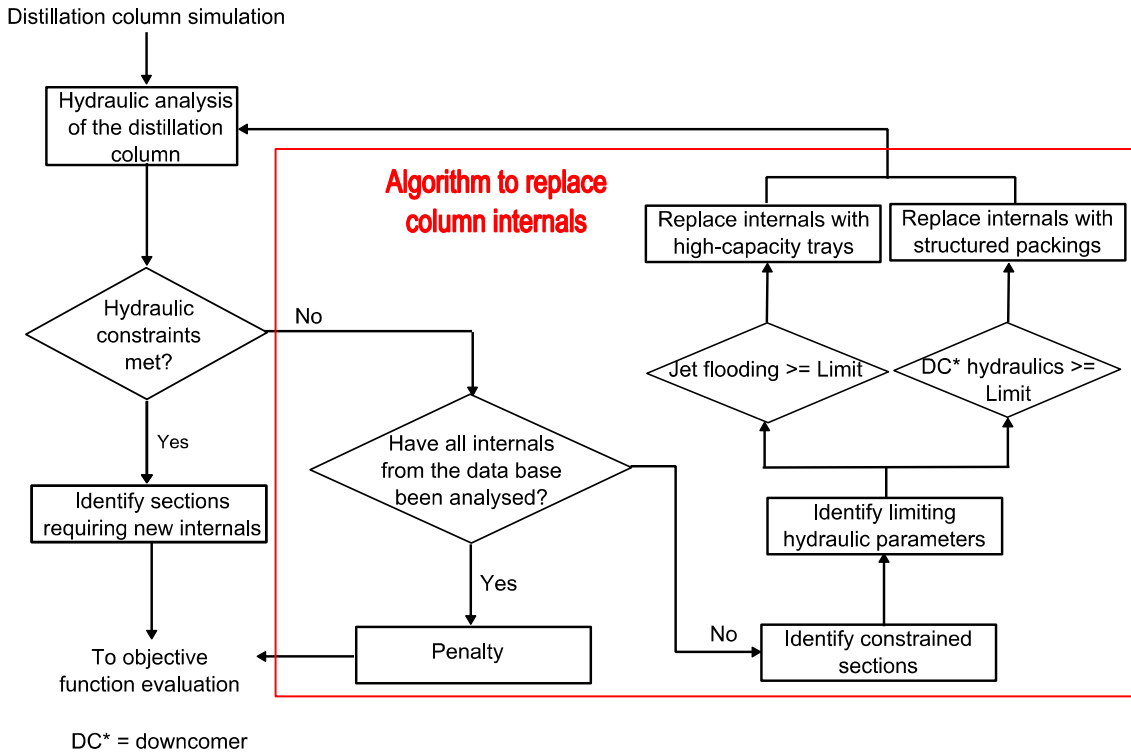 Distillation column simulation
Hydraulic analysis
of the distillation
column
Algorithm to replace
column internals
Replace internals with
high-capacity trays
Replace internals with
structured packings
Hydraulic
constraints
met?
No
Jet flooding >= Limit
DC* hydraulics >=
Limit
Yes
Have all internals
from the data base
been analysed?
Identify sections
requiring new internals
Identify limiting
hydraulic parameters
Yes
No
Penalty
Identify constrained
sections
To objective
function evaluation
DC* = downcomer